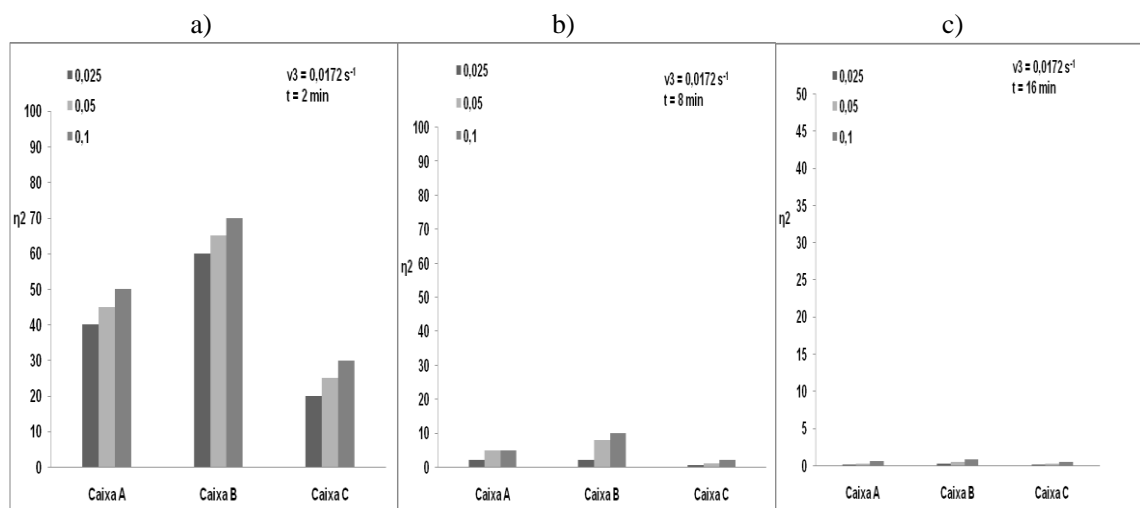 a)
0,025
0,05
0,1
v3 = 0,0172 s⁻¹
t = 2 min
100
90
80
η2 70
60
50
40
30
20
10
0
Caixa A Caixa B Caixa C
b)
0,025
0,05
0,1
v3 = 0,0172 s⁻¹
t = 8 min
100
90
80
70
60
η2
50
40
30
20
10
0
Caixa A Caixa B Caixa C
c)
0,025
0,05
0,1
v3 = 0,0172 s⁻¹
t = 16 min
50
45
40
35
η2
30
25
20
15
10
5
0
Caixa A Caixa B Caixa C